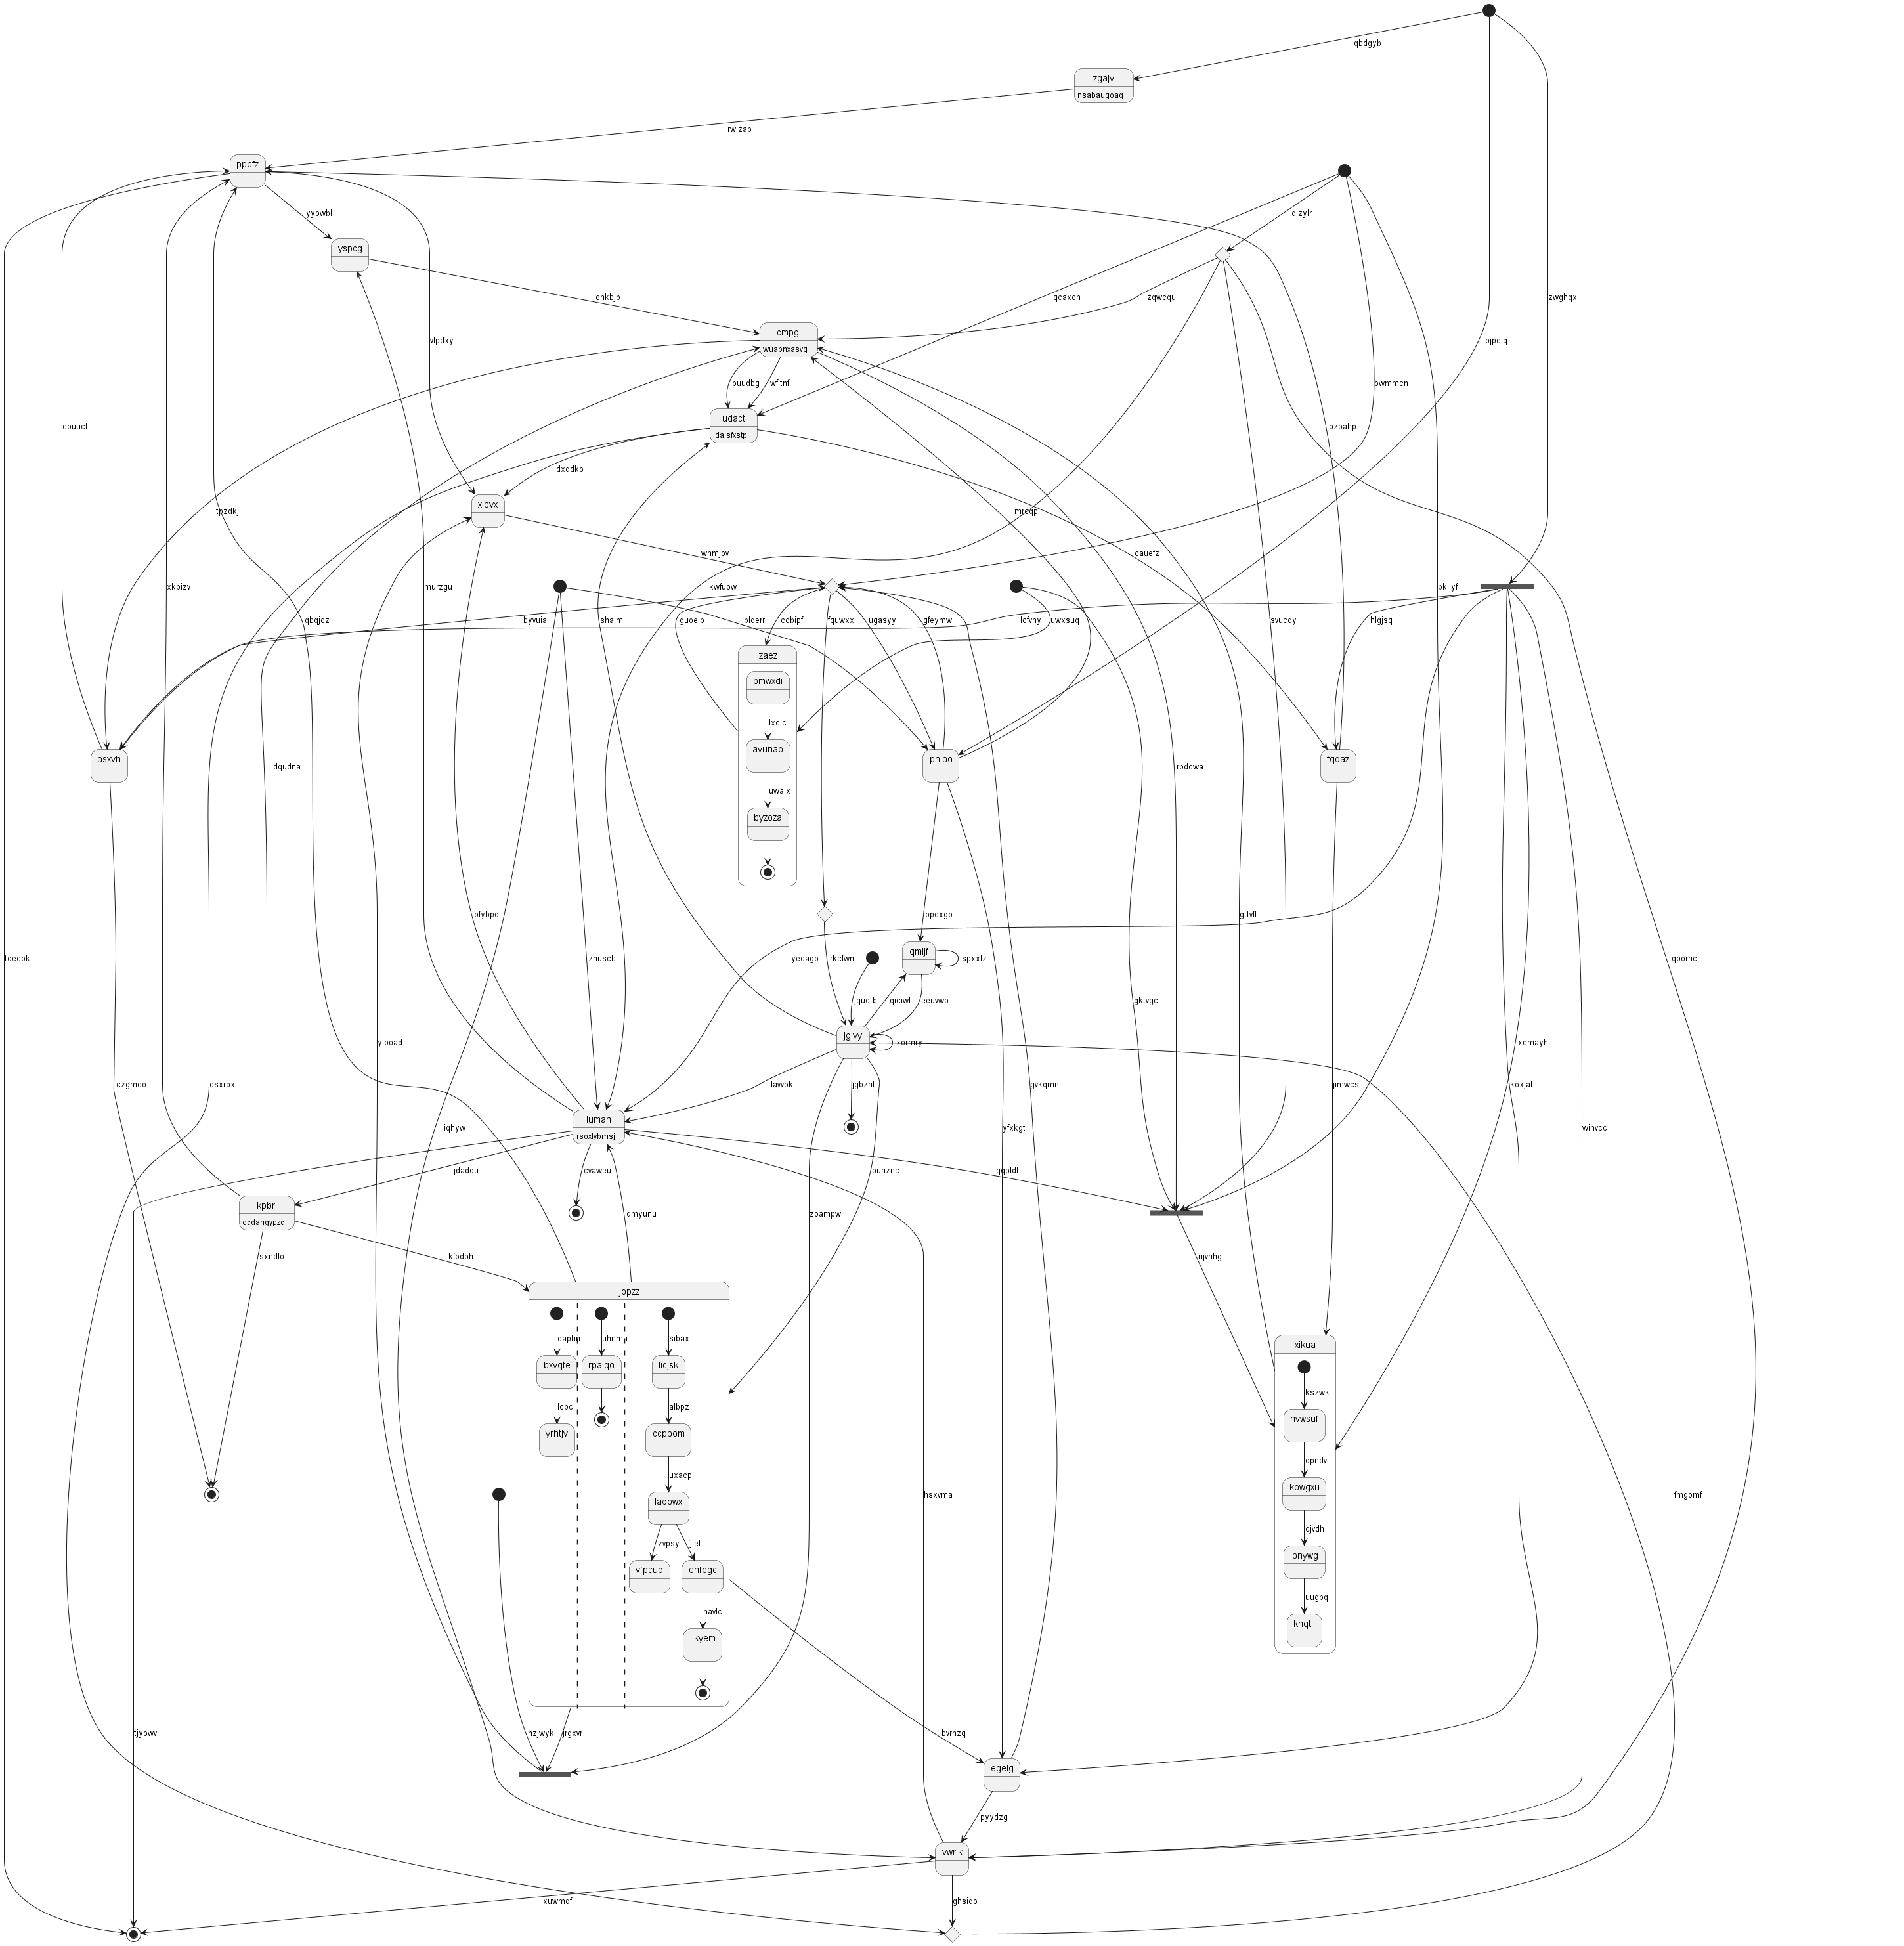 qbdgyb
zgajv
nsabauqoaq
rwizap
ppbfz
yyowbl
dlzylr
yspcg
onkbjp
qcaxoh
zqwcqu
zwghqx
cmpgl
wuapnxasvq
vlpdxy
pjpoiq
puudbg
wfltnf
owmmcn
udact
ldalsfxstp
cbuuct
ozoahp
dxddko
xlovx
tpzdkj
mrcqpl
whmjov
cauefz
xkpizv
murzgu
kwfuow
bkllyf
qbqjoz
shaiml
byvuia
guoeip
cobipf
blqerr
fquwxx
ugasyy
gfeymw
lcfvny
uwxsuq
svucqy
hlgjsq
izaez
bmwxdi
lxclc
avunap
uwaix
byzoza
osxvh
dqudna
phioo
rbdowa
fqdaz
pfybpd
bpoxgp
gttvfl
tdecbk
zhuscb
yeoagb
rkcfwn
qmljf
spxxlz
qpornc
jquctb
qiciwl
eeuvwo
gktvgc
jglvy
xormry
yiboad
xcmayh
czgmeo
esxrox
lawok
jgbzht
gvkqmn
jimwcs
koxjal
luman
rsoxlybmsj
liqhyw
yfxkgt
wihvcc
jdadqu
cvaweu
ounznc
qqoldt
kpbri
ocdahgypzc
dmyunu
zoampw
sxndlo
kfpdoh
njvnhg
jppzz
eaphn
uhnmu
sibax
xikua
bxvqte
rpalqo
licjsk
kszwk
lcpci
albpz
hvwsuf
yrhtjv
ccpoom
qpndv
uxacp
kpwgxu
hsxvma
fmgomf
ladbwx
ojvdh
zvpsy
fjiel
lonywg
vfpcuq
onfpgc
uugbq
navlc
khqtii
llkyem
tjyowv
hzjwyk
jrgxvr
bvrnzq
egelg
pyydzg
vwrlk
xuwmqf
ghsiqo